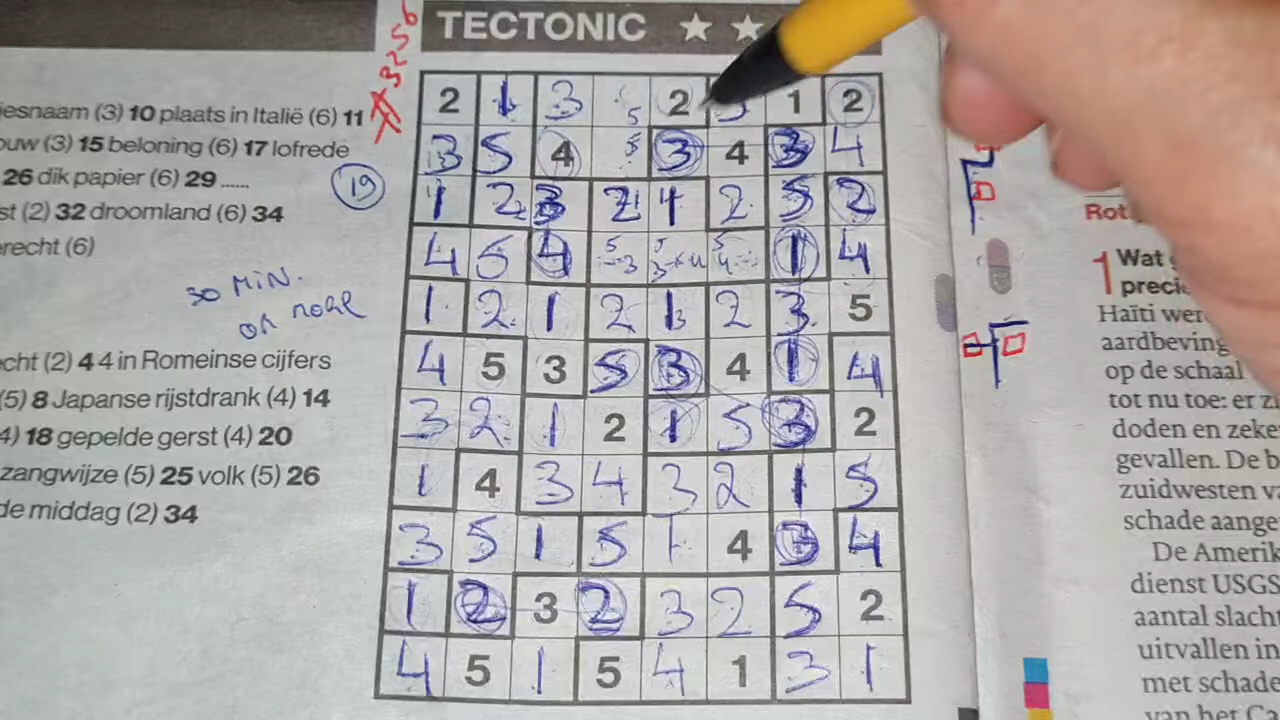 TECTONIC ★ ★
# 3256
iesnaam (3) 10 plaats in Italië (6) 11
ouw (3) 15 beloning (6) 17 lofrede
26 dik papier (6) 29 ......
st (2) 32 droomland (6) 34
erecht (6)
19
30 MIN.
OK
echt (2) 4 4 in Romeinse cijfers
(5) 8 Japanse rijstdrank (4) 14
4) 18 gepelde gerst (4) 20
zangwijze (5) 25 volk (5) 26
de middag (2) 34
2 1 3 5 2 3 1 2
3 5 4 5 3 4 3 4
1 2 3 2 4 2 5 2
4 5 4 1 4
1 2 1 2 1 2 3 5
4 5 3 5 3 4 1 4
3 2 1 2 1 5 3 2
1 4 3 4 3 2 1 5
3 5 1 5 1 4 3 4
1 2 3 2 3 2 5 2
4 5 1 5 4 1 3 1
Rot
1 Wat
preci
Haïti wer
aardbeving
op de schaal
tot nu toe: er zi
doden en zeke
gevallen. De b
zuidwesten v
schade aange
De Amerik
dienst USGS
aantal slacht
uitvallen in
met schade
van het Ca